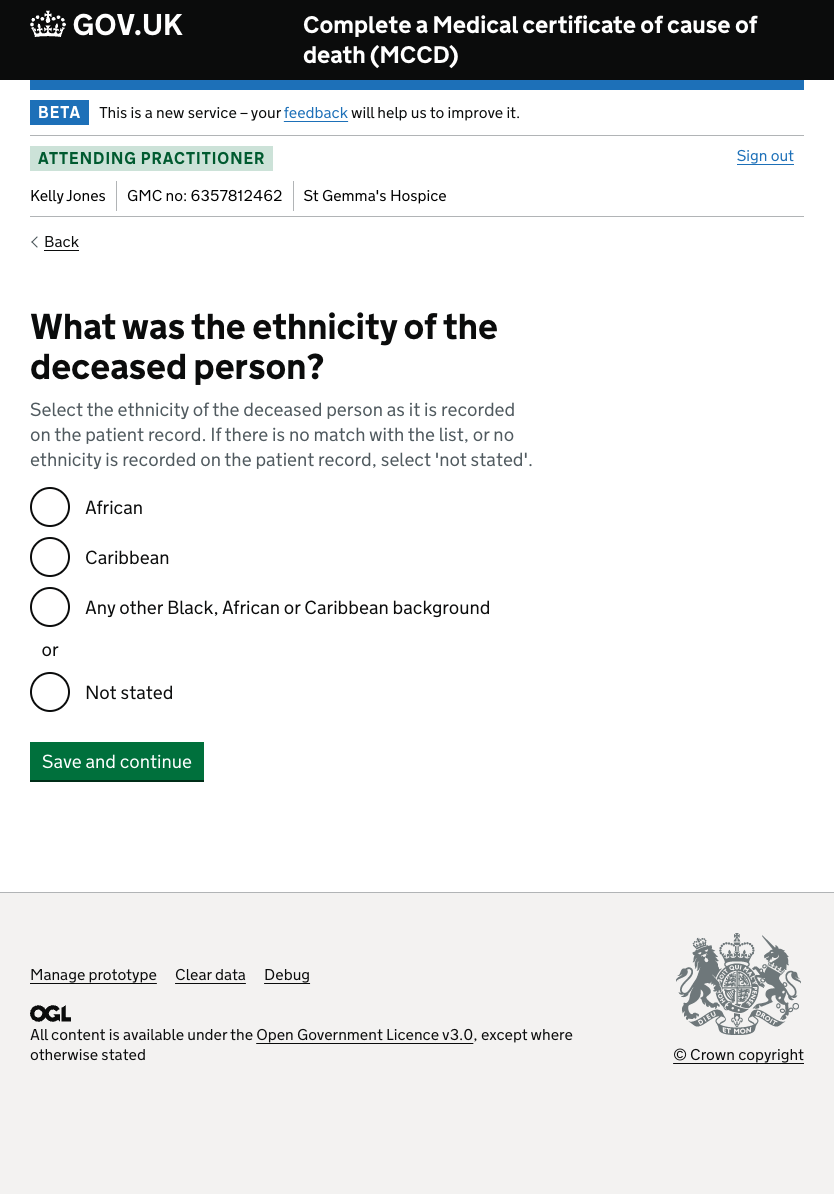 GOV.UK
Complete a Medical certificate of cause of
death (MCCD)
BETA This is a new service – your feedback will help us to improve it.
ATTENDING PRACTITIONER
Sign out
Kelly Jones GMC no: 6357812462 St Gemma's Hospice
Back
What was the ethnicity of the
deceased person?
Select the ethnicity of the deceased person as it is recorded
on the patient record. If there is no match with the list, or no
ethnicity is recorded on the patient record, select 'not stated'.
African
Caribbean
Any other Black, African or Caribbean background
or
Not stated
Save and continue
Manage prototype Clear data Debug
OGL
All content is available under the Open Government Licence v3.0, except where
otherwise stated
DIEU ET MON DROIT
© Crown copyright